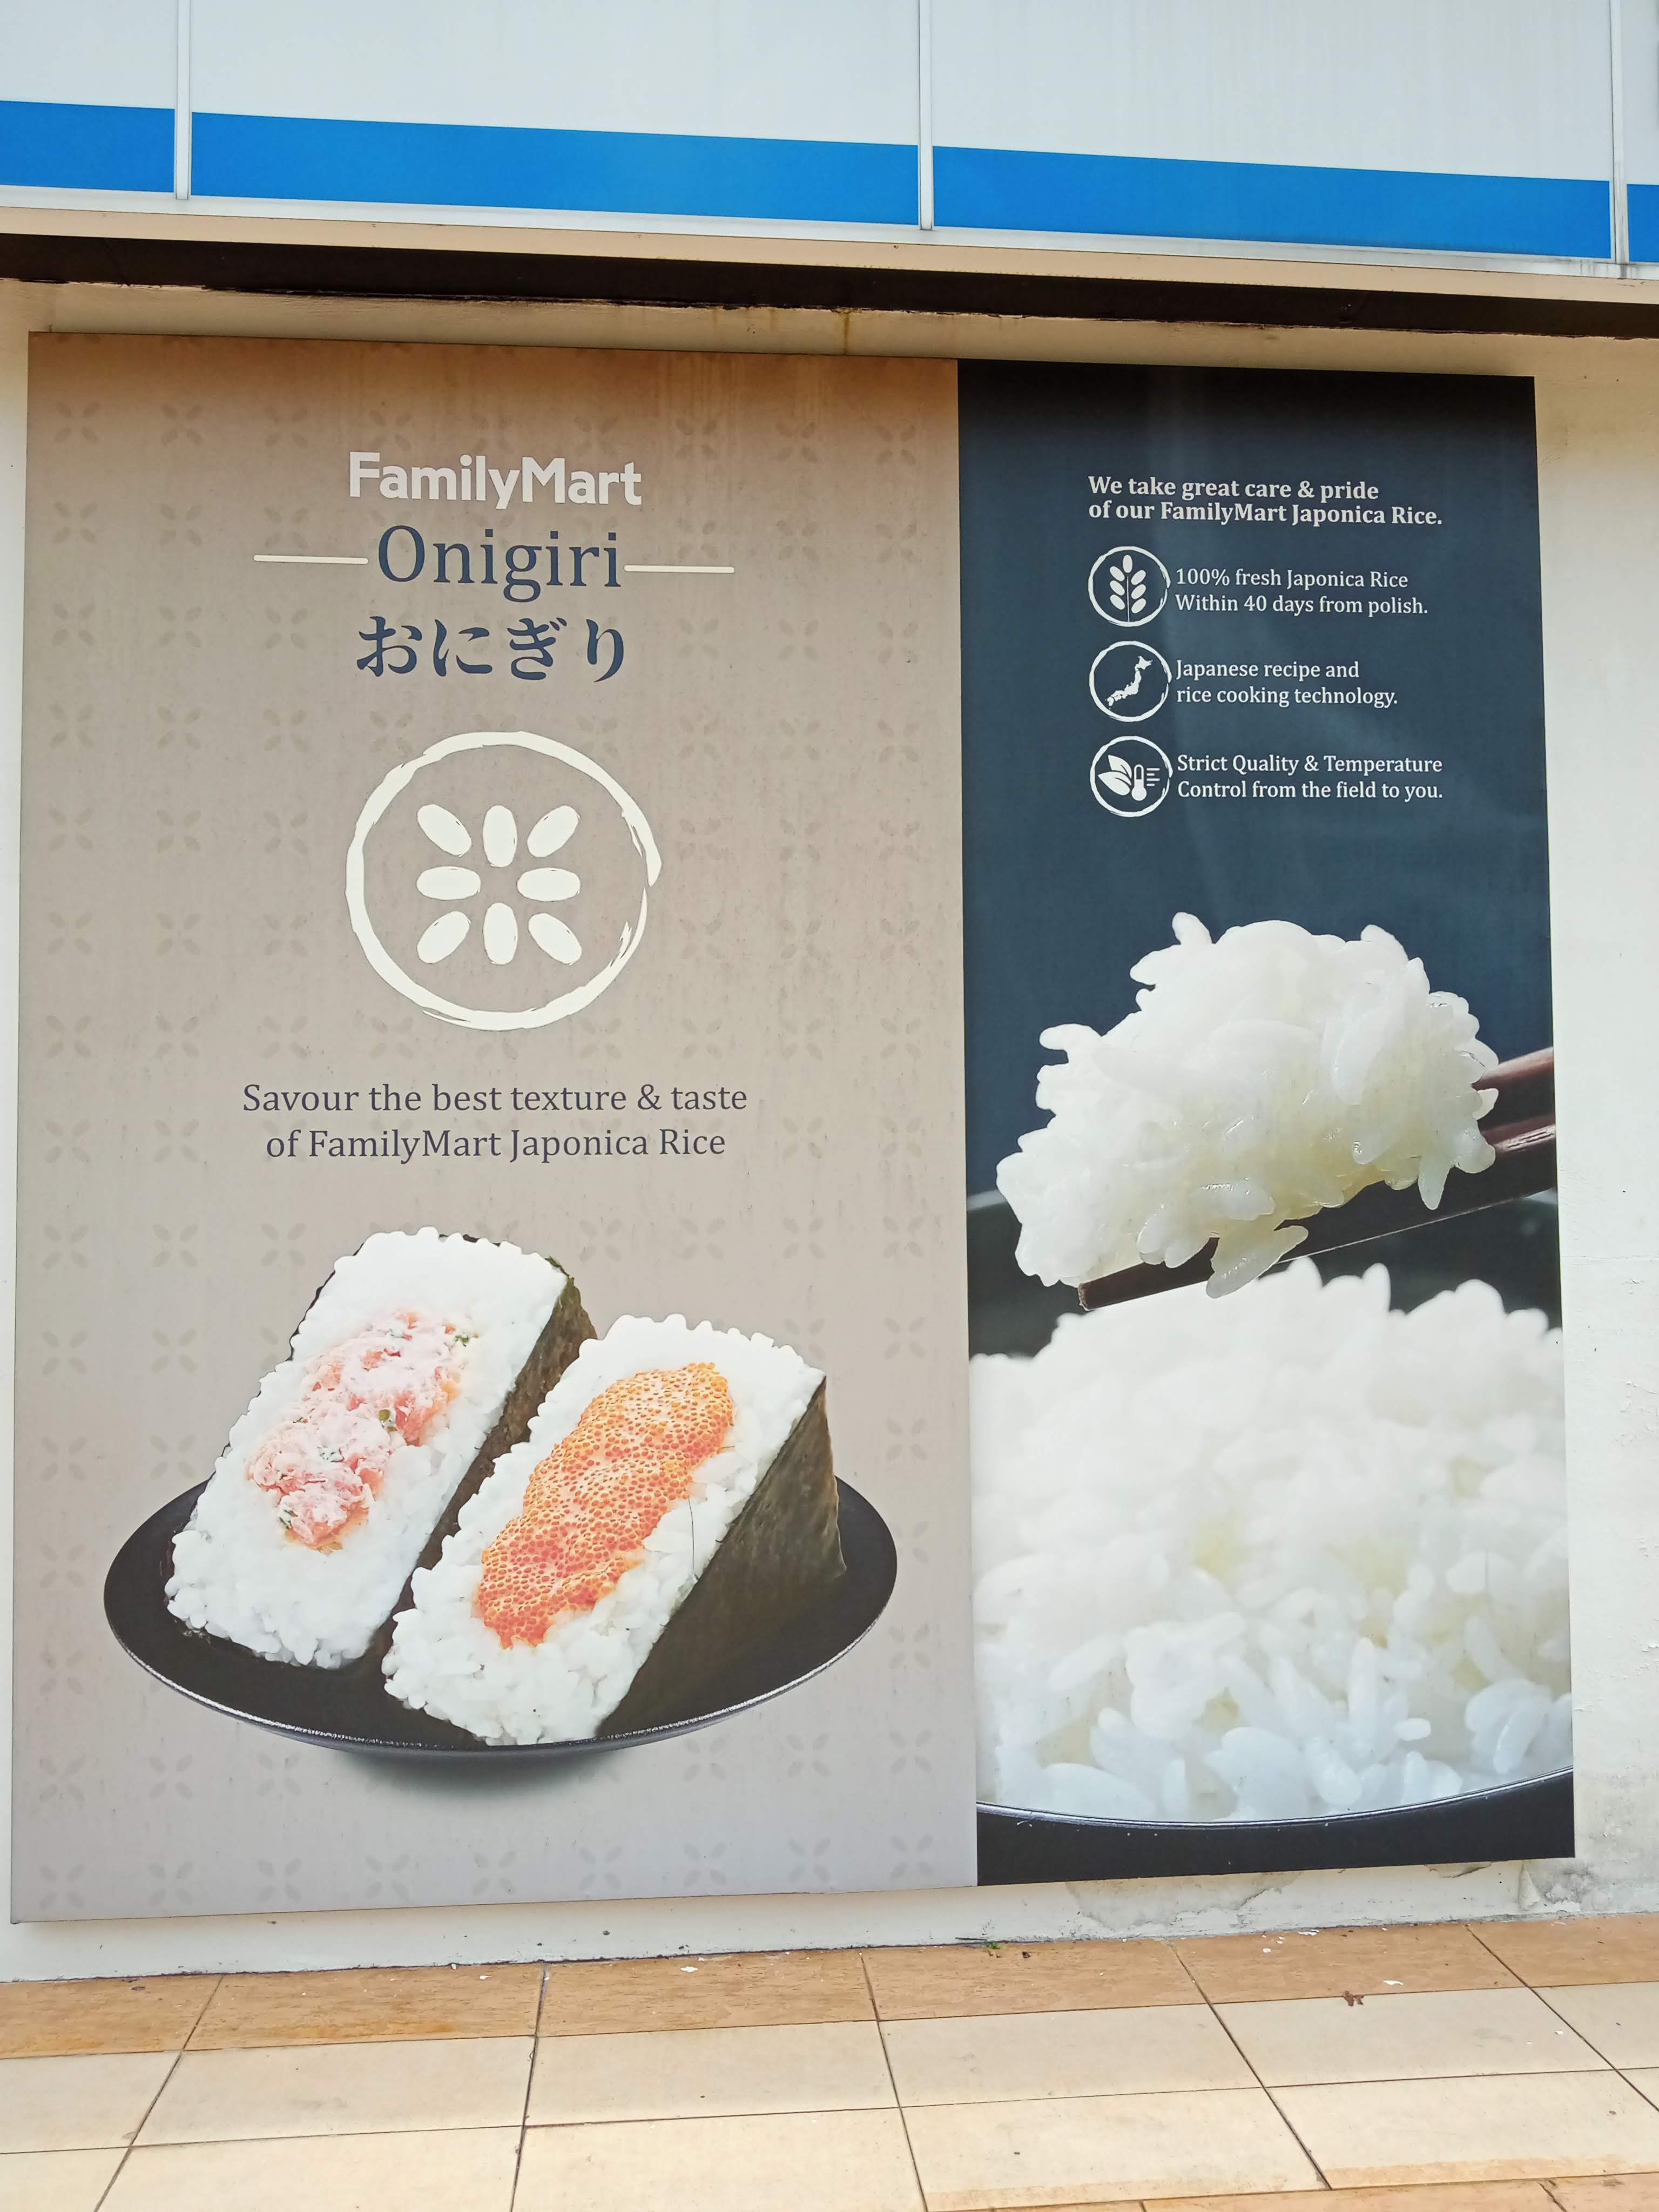 FamilyMart
Onigiri
おにぎり
Savour the best texture & taste
of FamilyMart Japonica Rice
We take great care & pride
of our FamilyMart Japonica Rice.
100% fresh Japonica Rice
Within 40 days from polish.
Japanese recipe and
rice cooking technology.
Strict Quality & Temperature
Control from the field to you.